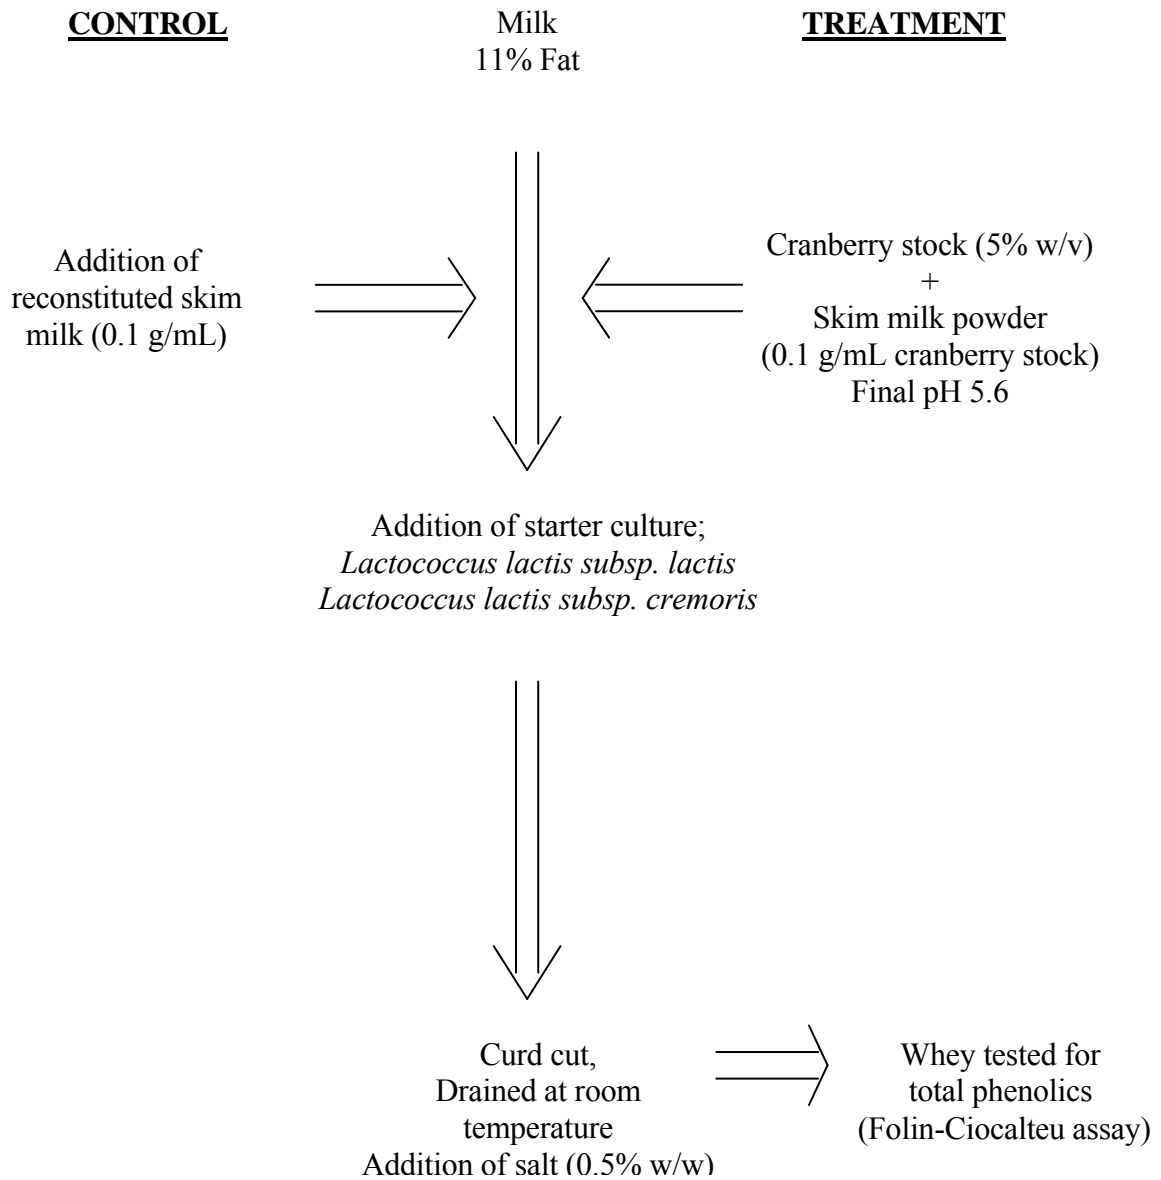 CONTROL
Milk
11% Fat
TREATMENT
Addition of
reconstituted skim
milk (0.1 g/mL)
Cranberry stock (5% w/v)
+
Skim milk powder
(0.1 g/mL cranberry stock)
Final pH 5.6
Addition of starter culture;
Lactococcus lactis subsp. lactis
Lactococcus lactis subsp. cremoris
Curd cut,
Drained at room
temperature
Addition of salt (0.5% w/w)
Whey tested for
total phenolics
(Folin-Ciocalteu assay)